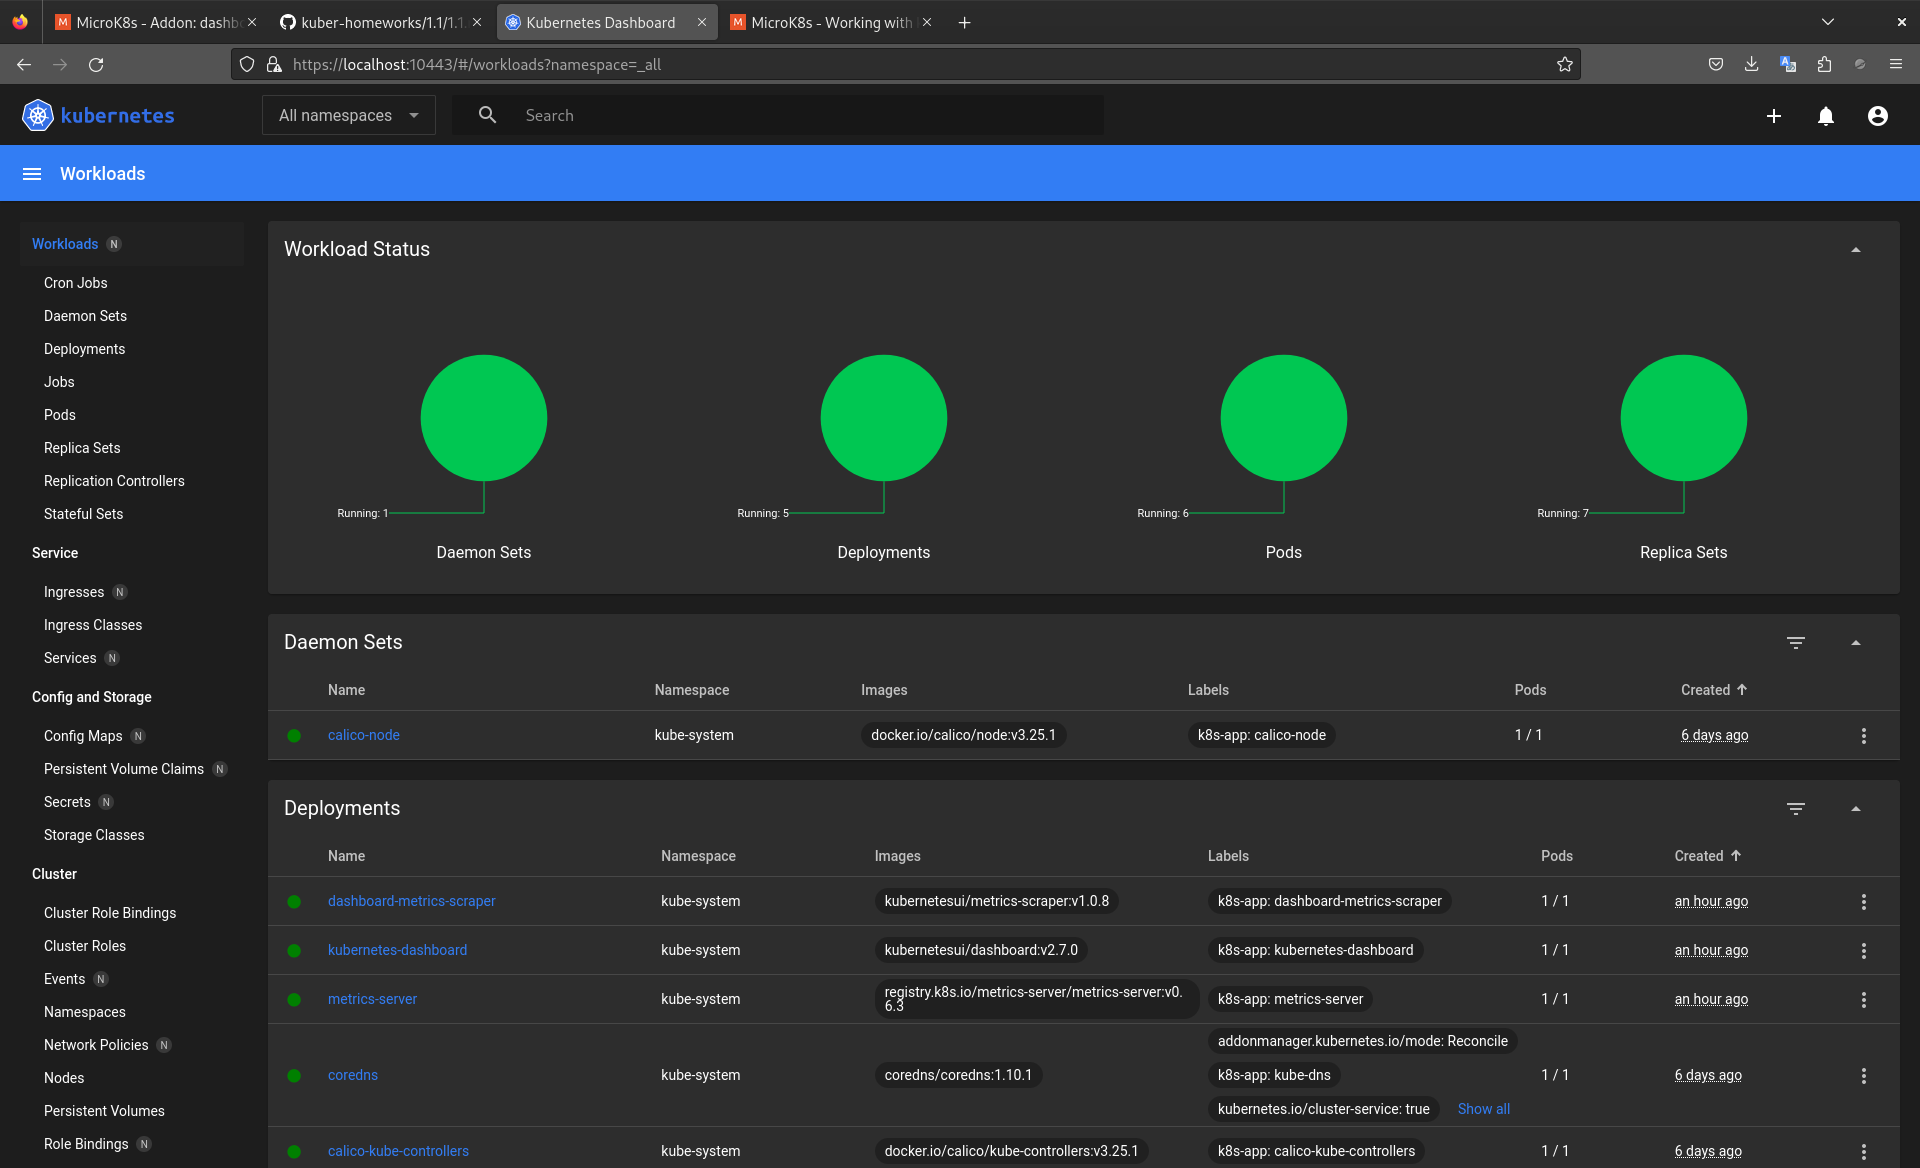 MicroK8s - Addon: dashb
kuber-homeworks/1.1/1.1.
Kubernetes Dashboard
MicroK8s - Working with
https://localhost:10443/#/workloads?namespace=_all
kubernetes
All namespaces
Search
Workloads
Workloads N
Cron Jobs
Daemon Sets
Deployments
Jobs
Pods
Replica Sets
Replication Controllers
Stateful Sets
Service
Ingresses N
Ingress Classes
Services N
Config and Storage
Config Maps N
Persistent Volume Claims N
Secrets N
Storage Classes
Cluster
Cluster Role Bindings
Cluster Roles
Events N
Namespaces
Network Policies N
Nodes
Persistent Volumes
Role Bindings N
Workload Status
Running: 1
Running: 5
Running: 6
Running: 7
Daemon Sets
Deployments
Pods
Replica Sets
Daemon Sets
Name Namespace Images Labels Pods Created
calico-node kube-system docker.io/calico/node:v3.25.1 k8s-app: calico-node 1 / 1 6 days ago
Deployments
Name Namespace Images Labels Pods Created
dashboard-metrics-scraper kube-system kubernetesui/metrics-scraper:v1.0.8 k8s-app: dashboard-metrics-scraper 1 / 1 an hour ago
kubernetes-dashboard kube-system kubernetesui/dashboard:v2.7.0 k8s-app: kubernetes-dashboard 1 / 1 an hour ago
metrics-server kube-system registry.k8s.io/metrics-server/metrics-server:v0.
6.3 k8s-app: metrics-server 1 / 1 an hour ago
addonmanager.kubernetes.io/mode: Reconcile
coredns kube-system coredns/coredns:1.10.1 k8s-app: kube-dns 1 / 1 6 days ago
kubernetes.io/cluster-service: true Show all
calico-kube-controllers kube-system docker.io/calico/kube-controllers:v3.25.1 k8s-app: calico-kube-controllers 1 / 1 6 days ago